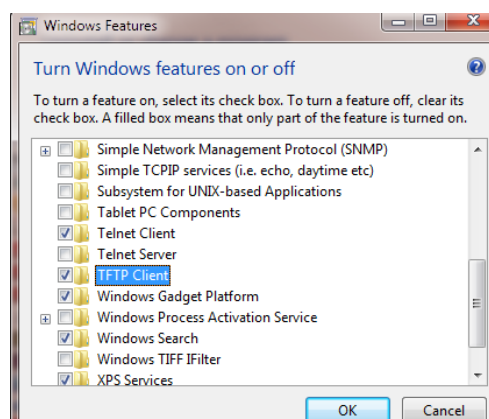 Windows Features
Turn Windows features on or off
To turn a feature on, select its check box. To turn a feature off, clear its
check box. A filled box means that only part of the feature is turned on.
Simple Network Management Protocol (SNMP)
Simple TCPIP services (i.e. echo, daytime etc)
Subsystem for UNIX-based Applications
Tablet PC Components
Telnet Client
Telnet Server
TFTP Client
Windows Gadget Platform
Windows Process Activation Service
Windows Search
Windows TIFF IFilter
XPS Services
OK Cancel